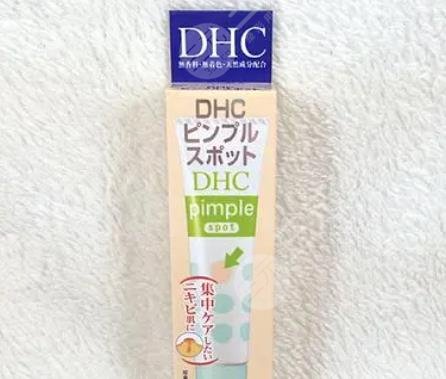 DHC
無香料・無着色・天然成分配合
DHC
ピンプル
スポット
DHC
pimple
spot
集中ケアしたい
ニキビ肌に